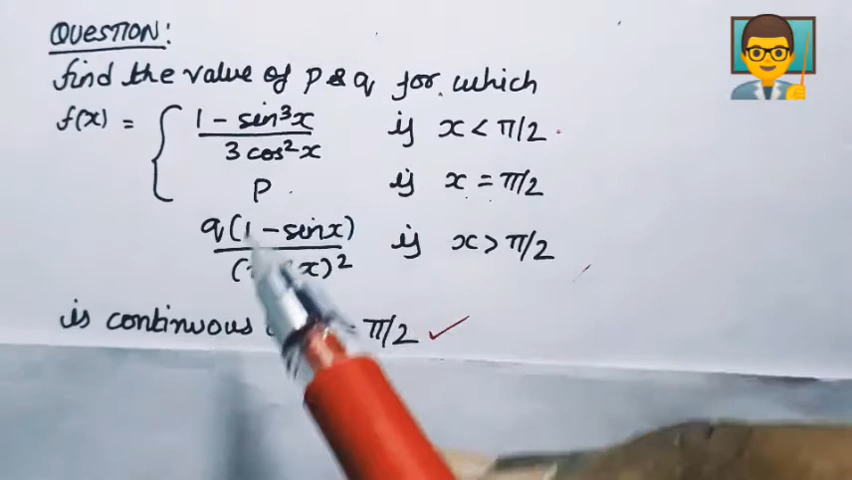 QUESTION:
find the value of p & q for which
f(x) = { 1 - sin³x / 3 cos²x if x < π/2
p if x = π/2
q(1 - sinx) / ( x)² if x > π/2
is continuous π/2